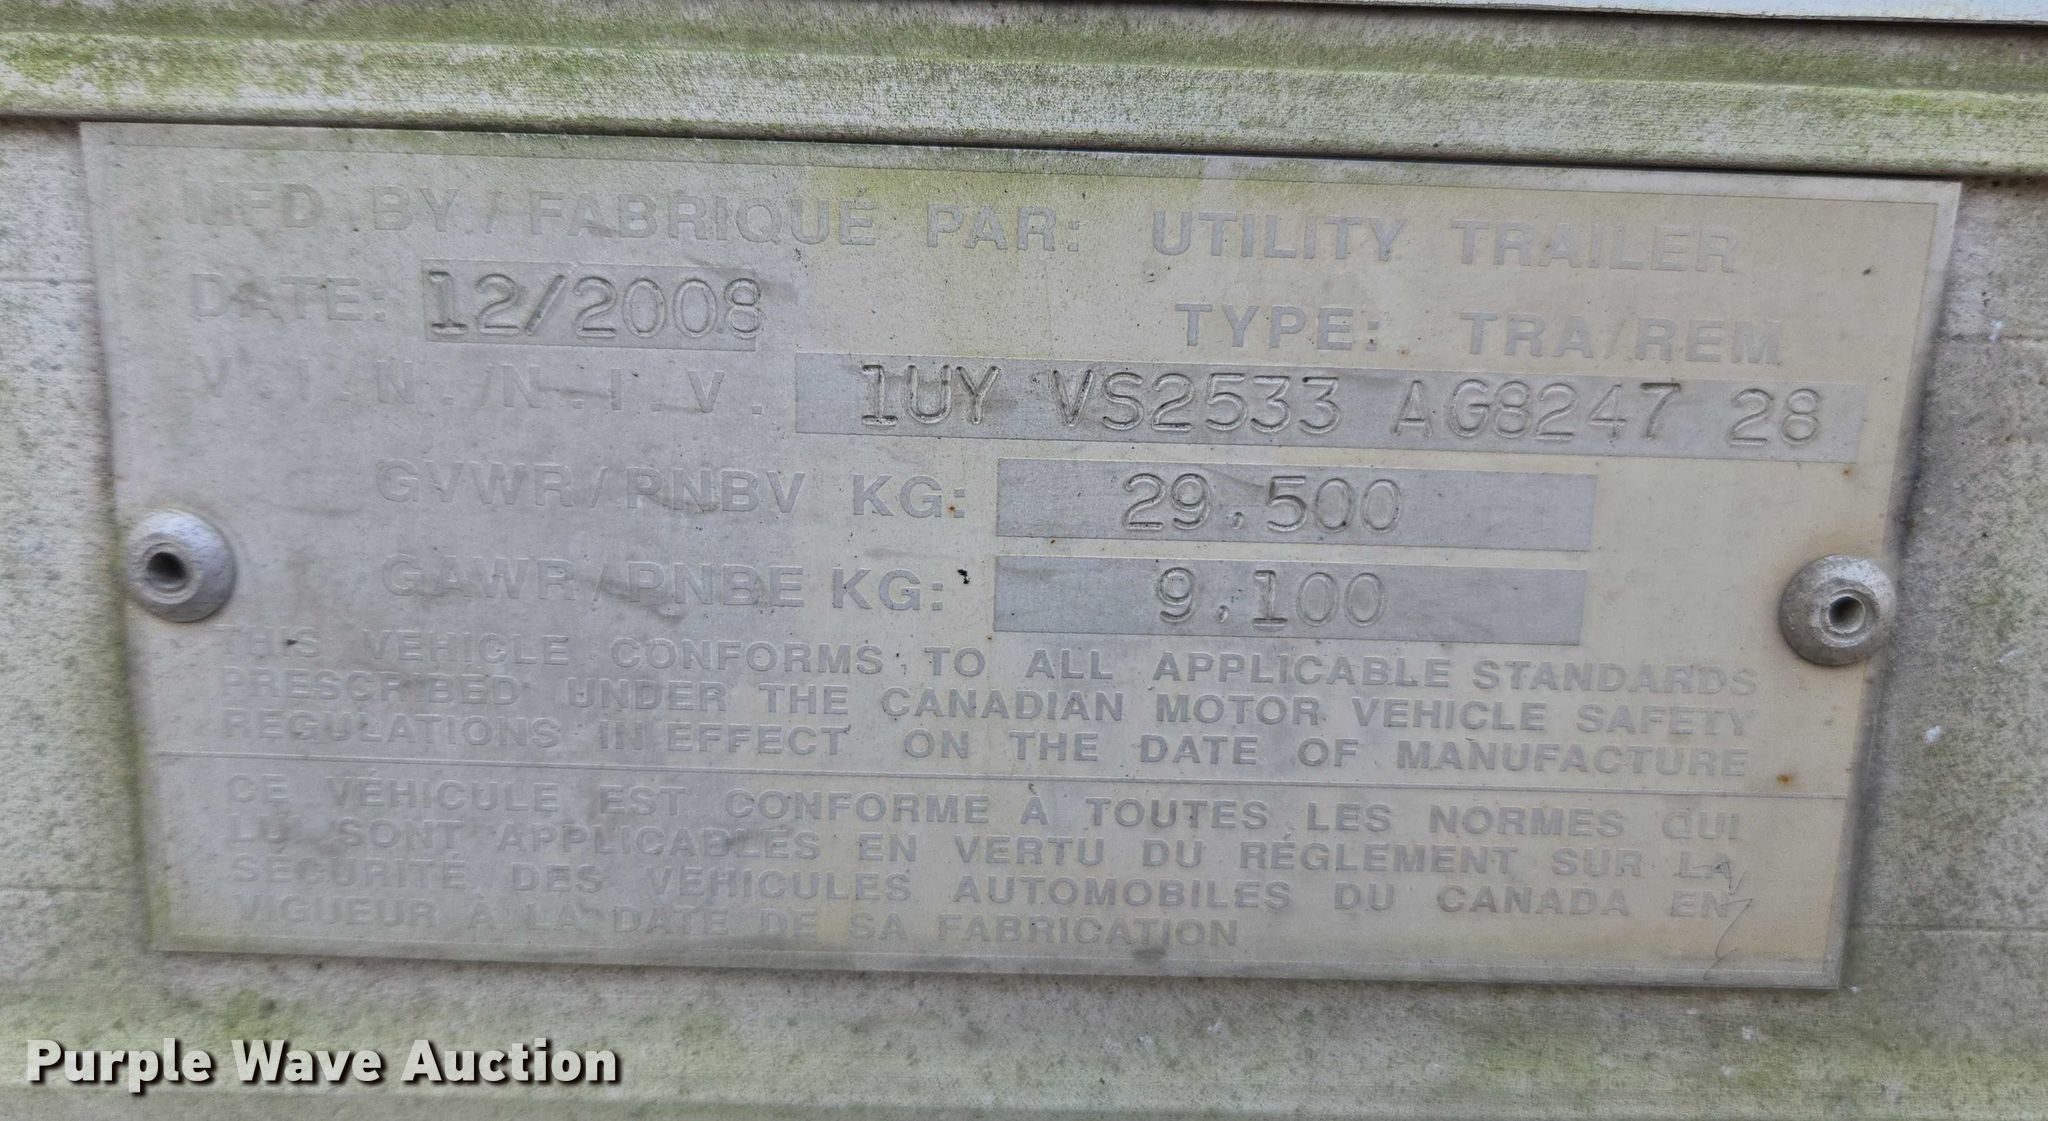 MFD BY/FABRIQUÉ PAR: UTILITY TRAILER
DATE: 12/2008 TYPE: TRA/REM
V.I.N./N.I.V. 1UY VS2533 AG8247 28
GVWR/PNBV KG: 29,500
GAWR/PNBE KG: 9,100
THIS VEHICLE CONFORMS TO ALL APPLICABLE STANDARDS
PRESCRIBED UNDER THE CANADIAN MOTOR VEHICLE SAFETY
REGULATIONS IN EFFECT ON THE DATE OF MANUFACTURE
CE VÉHICULE EST CONFORME À TOUTES LES NORMES QUI
LUI SONT APPLICABLES EN VERTU DU RÉGLEMENT SUR LA
SÉCURITÉ DES VÉHICULES AUTOMOBILES DU CANADA EN
VIGUEUR À LA DATE DE SA FABRICATION
Purple Wave Auction